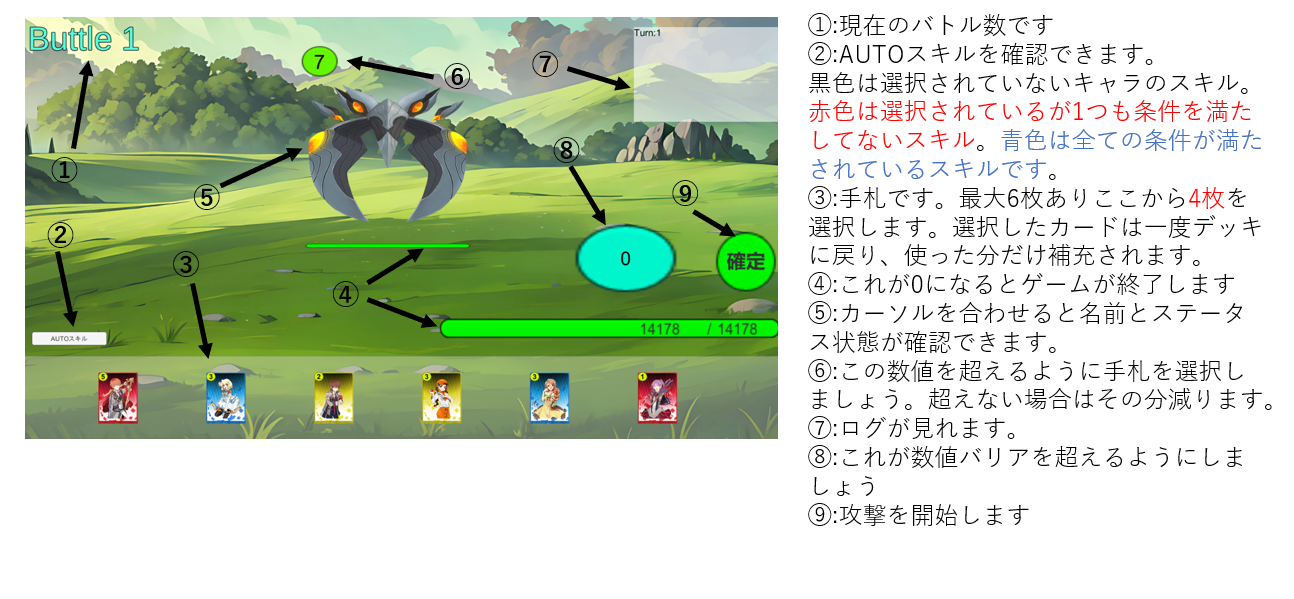 Buttle 1
7
⑥
⑦
Turn:1
①
⑤
⑧
⑨
②
③
④
0
確定
AUTOスキル
14178 / 14178
5
3
2
3
3
1
①:現在のバトル数です
②:AUTOスキルを確認できます。
黒色は選択されていないキャラのスキル。
赤色は選択されているが1つも条件を満た
してないスキル。青色は全ての条件が満た
されているスキルです。
③:手札です。最大6枚ありここから4枚を
選択します。選択したカードは一度デッキ
に戻り、使った分だけ補充されます。
④:これが0になるとゲームが終了します
⑤:カーソルを合わせると名前とステータ
ス状態が確認できます。
⑥:この数値を超えるように手札を選択し
ましょう。超えない場合はその分減ります。
⑦:ログが見れます。
⑧:これが数値バリアを超えるようにしま
しょう
⑨:攻撃を開始します